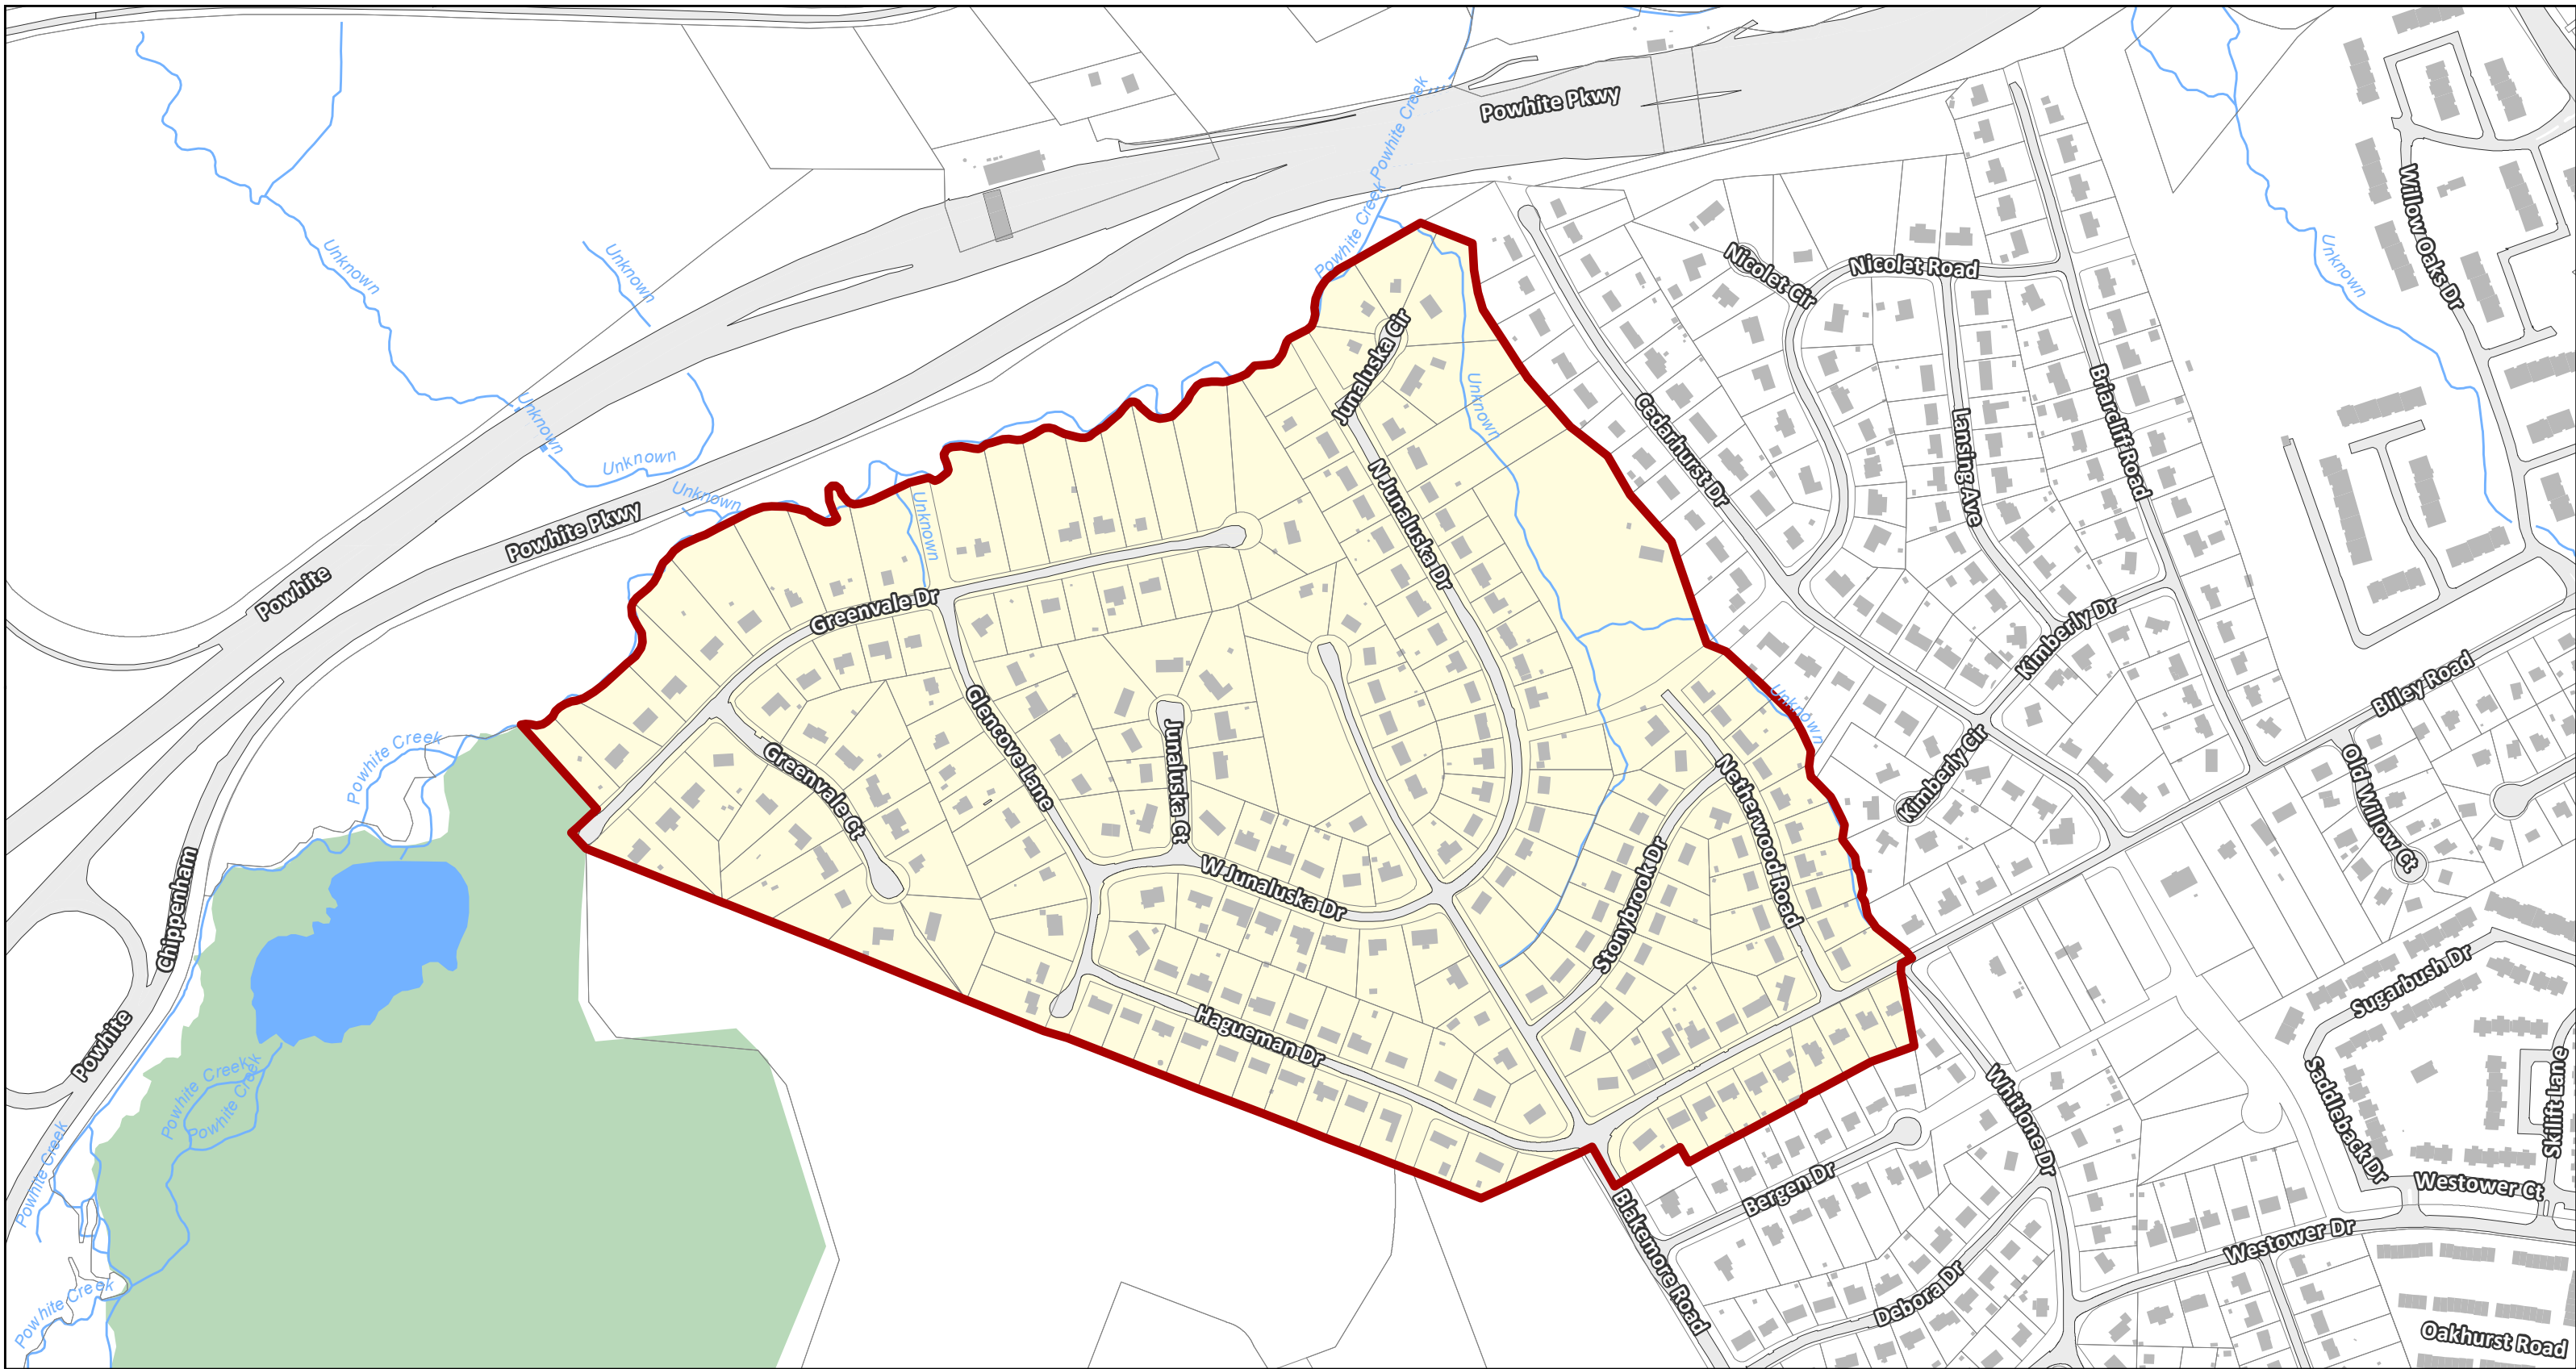 Powhite Creek
Powhite Pkwy
Powhite Creek
Unknown
Unknown
Unknown
Willow Oaks Dr
Nicolet Cir
Nicolet Road
Junaluska Cir
Unknown
Cedarhurst Dr
Lansing Ave
Briarcliff Road
Unknown
Unknown
Unknown
Unknown
N Junaluska Dr
Powhite Pkwy
Powhite
Greenvale Dr
Kimberly Dr
Bliley Road
Unknown
Glencove Lane
Junaluska Ct
Powhite Creek
Greenvale Ct
Netherwood Road
Kimberly Cir
Old Willow Ct
Chippenham
W Junaluska Dr
Stonybrook Dr
Sugarbush Dr
Hagueman Dr
Powhite
Powhite Creek
Powhite Creek
Whitlone Dr
Saddleback Dr
Skilift Lane
Powhite Creek
Bergen Dr
Westower Ct
Blakemore Road
Westower Dr
Debora Dr
Powhite Creek
Oakhurst Road